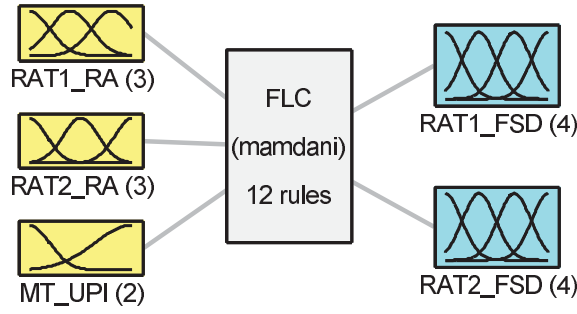 RAT1_RA (3)
RAT2_RA (3)
MT_UPI (2)
FLC
(mamdani)
12 rules
RAT1_FSD (4)
RAT2_FSD (4)